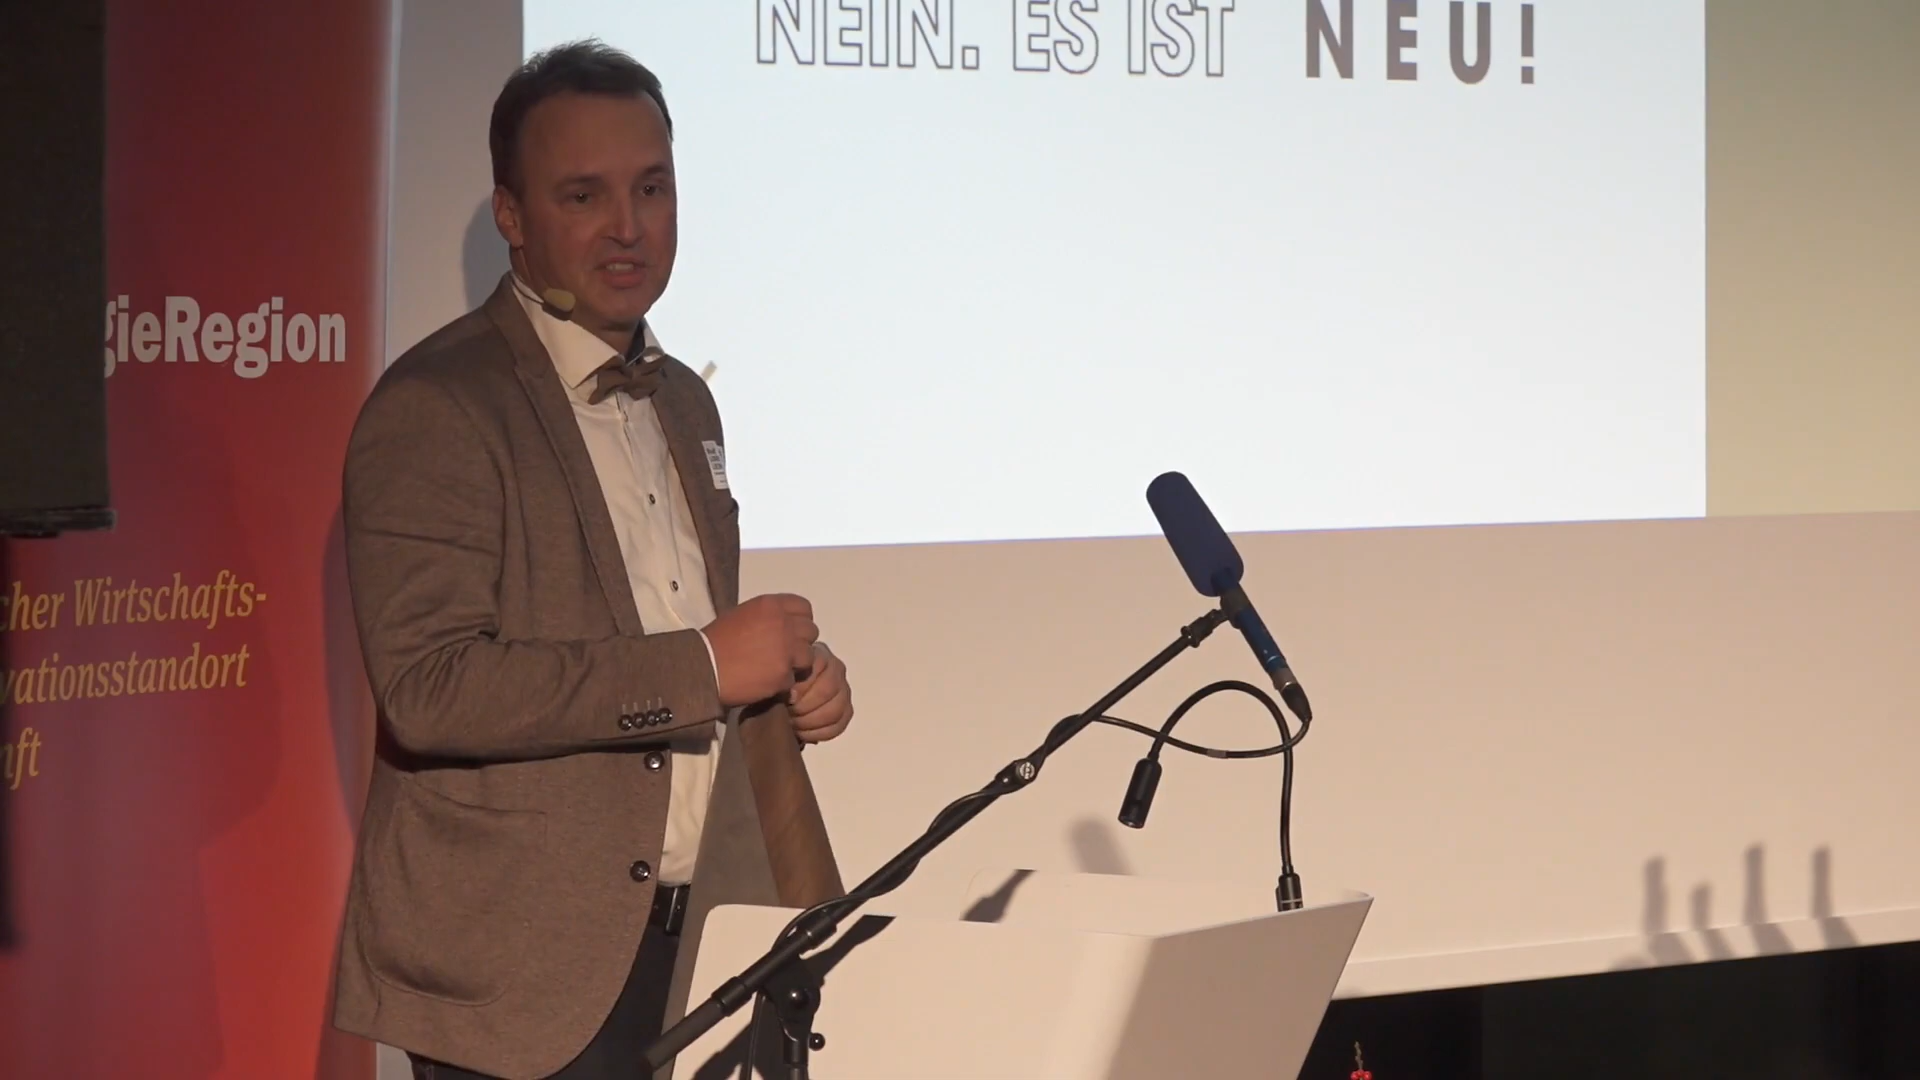 NEIN. ES IST NEU!
gieRegion
cher Wirtschafts-
vationsstandort
nft